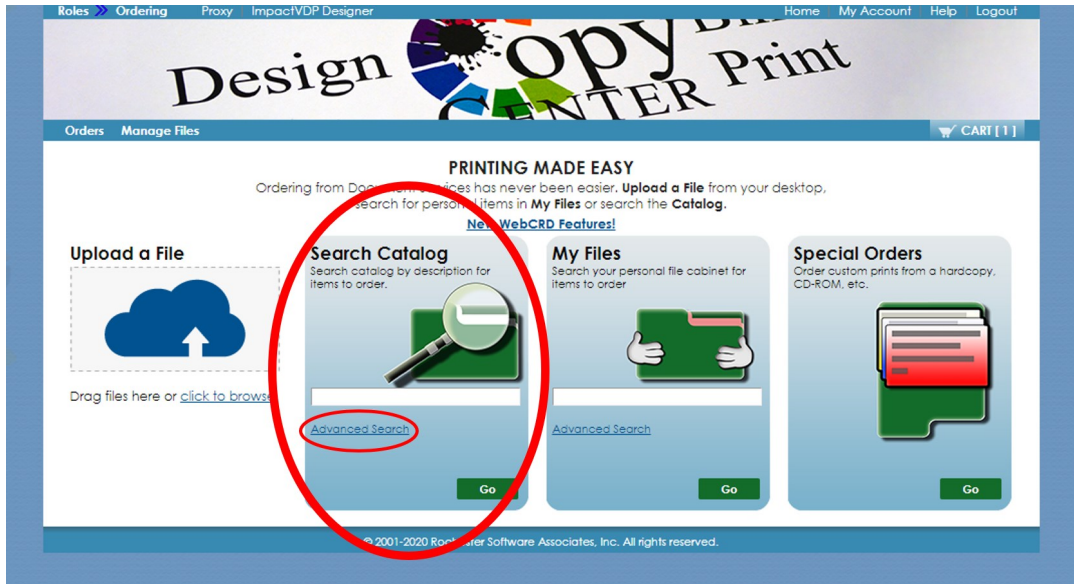 Roles Ordering Proxy ImpactVDP Designer Home My Account Help Logout
Design Copy Print
CENTER
Orders Manage Files CART [ 1 ]
PRINTING MADE EASY
Ordering from Services has never been easier. Upload a File from your desktop,
search for personal items in My Files or search the Catalog.
New WebCRD Features!
Upload a File
Drag files here or click to browse
Search Catalog
Search catalog by description for
items to order.
Advanced Search
Go
My Files
Search your personal file cabinet for
items to order
Advanced Search
Go
Special Orders
Order custom prints from a hardcopy,
CD-ROM, etc.
Go
© 2001-2020 Software Associates, Inc. All rights reserved.